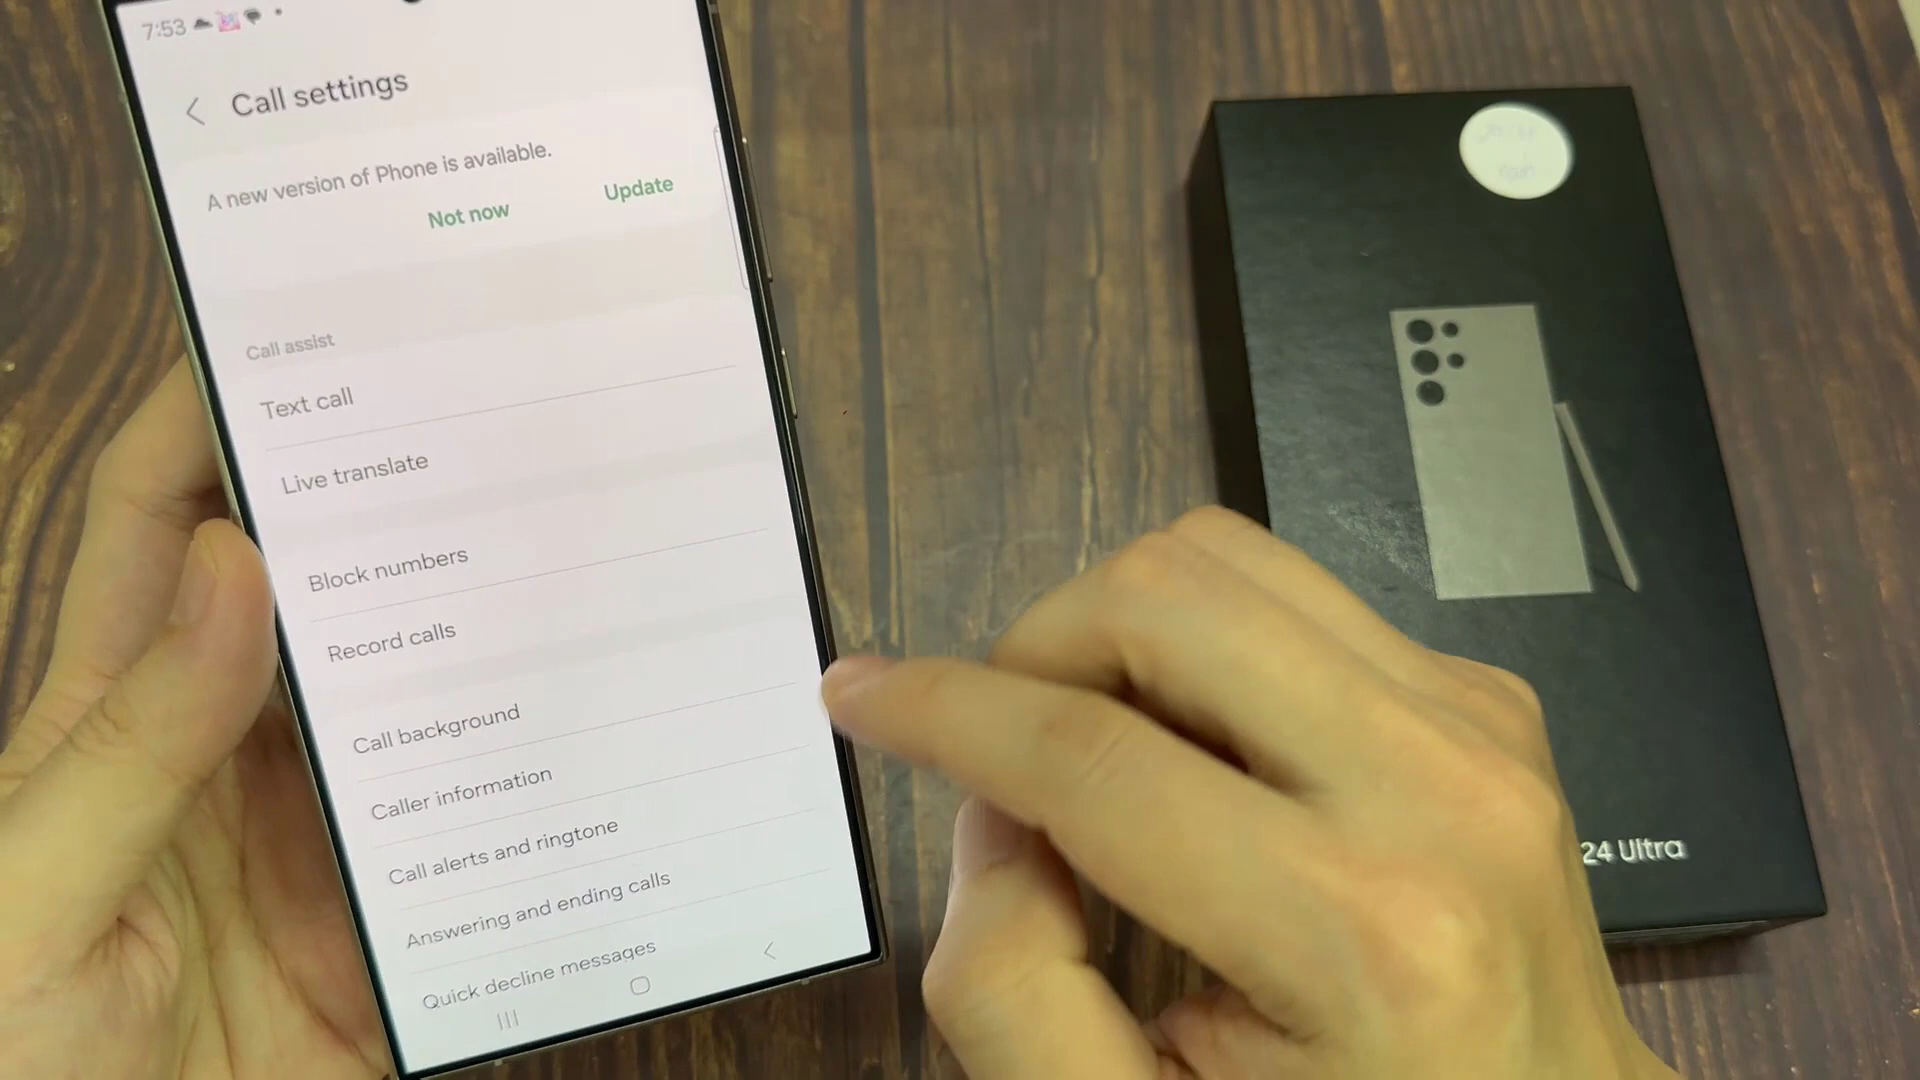 7:53
Call settings
A new version of Phone is available.
Not now
Update
Call assist
Text call
Live translate
Block numbers
Record calls
Call background
Caller information
Call alerts and ringtone
Answering and ending calls
Quick decline messages
24 Ultra